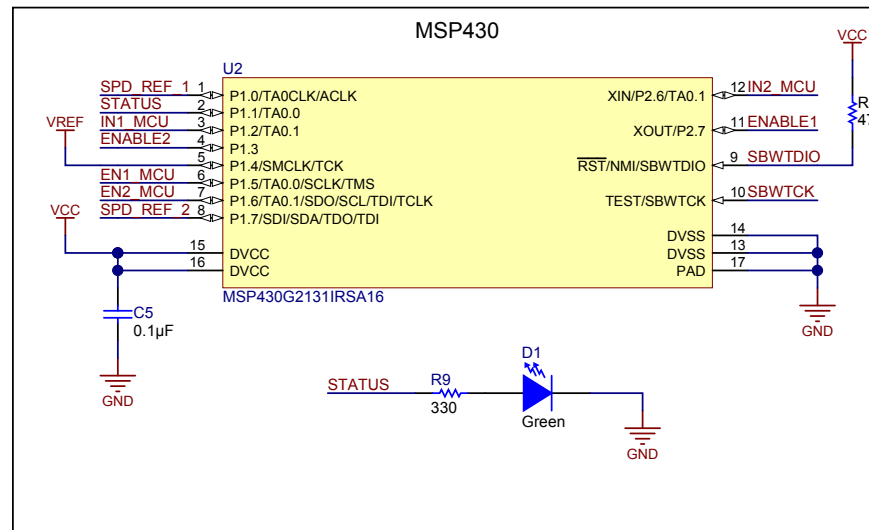 MSP430
VCC
U2
SPD_REF_1 1 P1.0/TA0CLK/ACLK
STATUS 2 P1.1/TA0.0
IN1_MCU 3 P1.2/TA0.1
ENABLE2 4 P1.3
VREF 5 P1.4/SMCLK/TCK
EN1_MCU 6 P1.5/TA0.0/SCLK/TMS
EN2_MCU 7 P1.6/TA0.1/SDO/SCL/TDI/TCLK
SPD_REF_2 8 P1.7/SDI/SDA/TDO/TDI
VCC 15 DVCC
16 DVCC
XIN/P2.6/TA0.1 12 IN2_MCU
XOUT/P2.7 11 ENABLE1
RST/NMI/SBWTDIO 9 SBWTDIO
TEST/SBWTCK 10 SBWTCK
DVSS 14
DVSS 13
PAD 17
R
47
MSP430G2131IRSA16
C5
0.1µF
GND
GND
STATUS
R9
330
D1
Green
GND